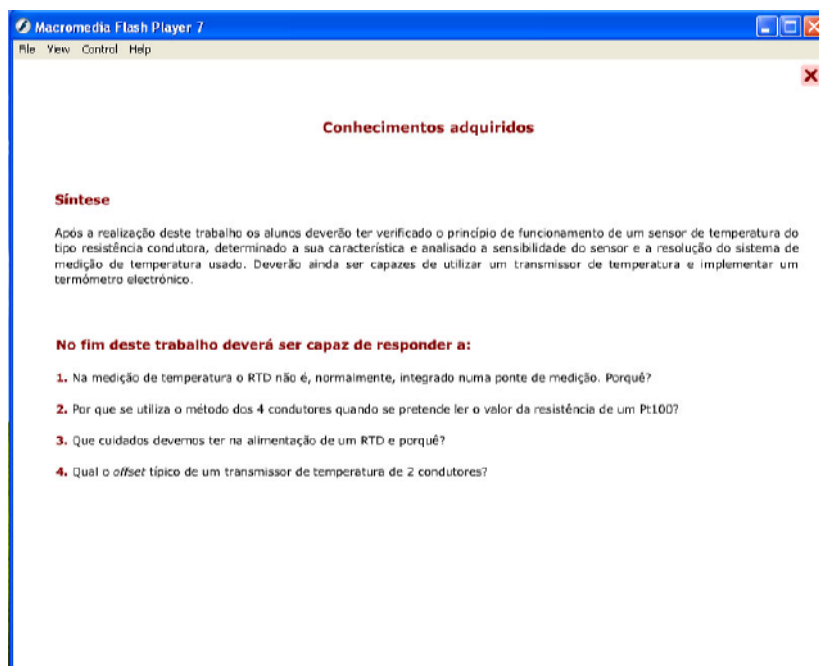 Macromedia Flash Player 7
File View Control Help
Conhecimentos adquiridos
Síntese
Após a realização deste trabalho os alunos deverão ter verificado o princípio de funcionamento de um sensor de temperatura do
tipo resistência condutora, determinado a sua característica e analisado a sensibilidade do sensor e a resolução do sistema de
medição de temperatura usado. Deverão ainda ser capazes de utilizar um transmissor de temperatura e implementar um
termómetro electrónico.
No fim deste trabalho deverá ser capaz de responder a:
1. Na medição de temperatura o RTD não é, normalmente, integrado numa ponte de medição. Porquê?
2. Por que se utiliza o método dos 4 condutores quando se pretende ler o valor da resistência de um Pt100?
3. Que cuidados devemos ter na alimentação de um RTD e porquê?
4. Qual o offset típico de um transmissor de temperatura de 2 condutores?